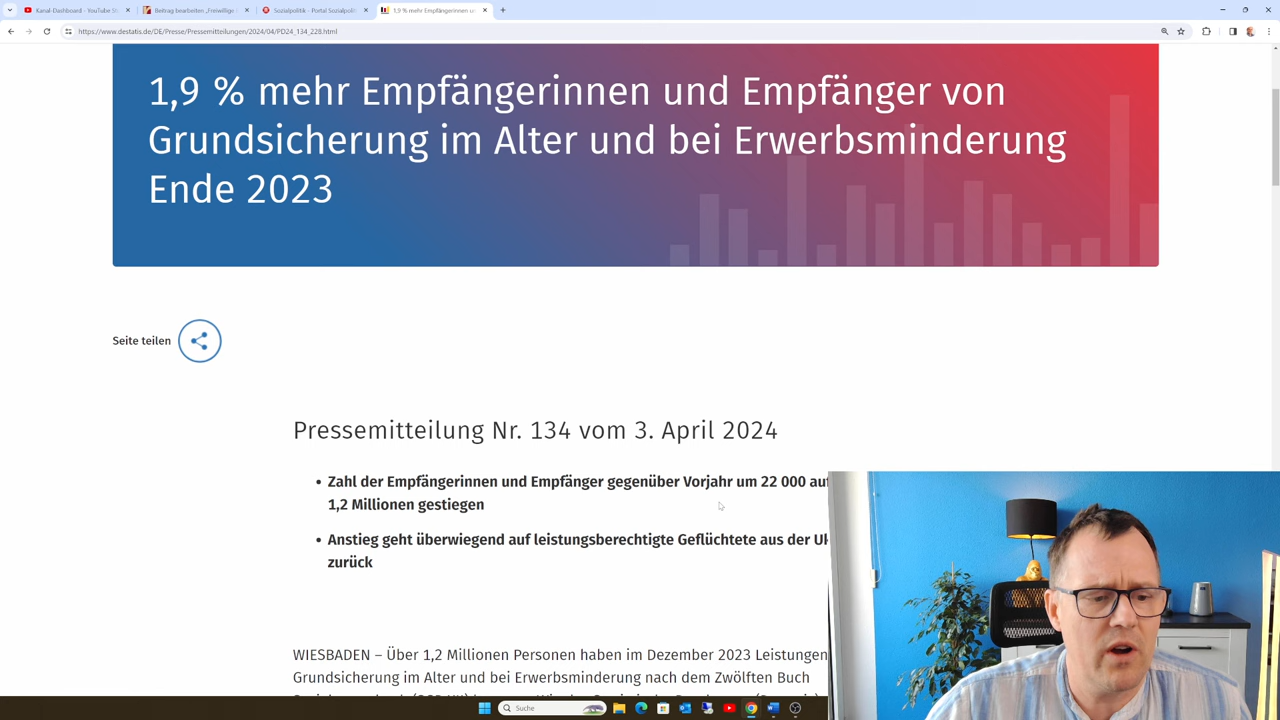 Kanal-Dashboard - YouTube St
Beitrag bearbeiten „Freiwillige
Sozialpolitik - Portal Sozialpoli
1,9 % mehr Empfängerinnen u
https://www.destatis.de/DE/Presse/Pressemitteilungen/2024/04/PD24_134_228.html
1,9 % mehr Empfängerinnen und Empfänger von
Grundsicherung im Alter und bei Erwerbsminderung
Ende 2023
Seite teilen
Pressemitteilung Nr. 134 vom 3. April 2024
• Zahl der Empfängerinnen und Empfänger gegenüber Vorjahr um 22 000 auf
1,2 Millionen gestiegen
• Anstieg geht überwiegend auf leistungsberechtigte Geflüchtete aus der Uk
zurück
WIESBADEN – Über 1,2 Millionen Personen haben im Dezember 2023 Leistungen
Grundsicherung im Alter und bei Erwerbsminderung nach dem Zwölften Buch
Suche